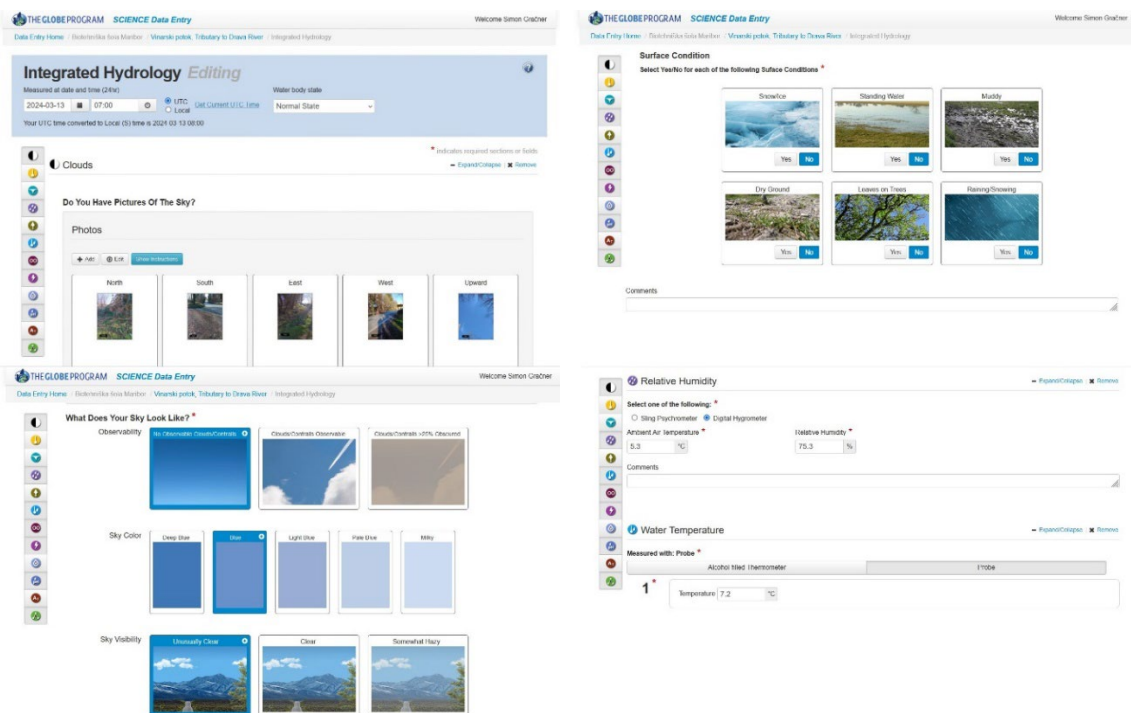 THE GLOBE PROGRAM SCIENCE Data Entry Welcome Simon Gračner
Data Entry Home / Biotehniška šola Maribor / Vinarski potok, Tributary to Drava River / Integrated Hydrology
Integrated Hydrology Editing
Measured at date and time (24hr) Water body state
2024-03-13 07:00 UTC Local Get Current UTC Time Normal State
Your UTC time converted to Local (S) time is 2024 03 13 08:00
* indicates required sections or fields
Clouds
Expand/Collapse Remove
Do You Have Pictures Of The Sky?
Photos
Add Edit Show Instructions
North South East West Upward
THE GLOBE PROGRAM SCIENCE Data Entry Welcome Simon Gračner
Data Entry Home / Biotehniška šola Maribor / Vinarski potok, Tributary to Drava River / Integrated Hydrology
Surface Condition
Select Yes/No for each of the following Suface Conditions *
Snow/Ice Standing Water Muddy
Yes No Yes No Yes No
Dry Ground Leaves on Trees Raining/Snowing
Yes No Yes No Yes No
Comments
THE GLOBE PROGRAM SCIENCE Data Entry Welcome Simon Gračner
Data Entry Home / Biotehniška šola Maribor / Vinarski potok, Tributary to Drava River / Integrated Hydrology
What Does Your Sky Look Like? *
Observability No Observable Clouds/Contrails Clouds/Contrails Observable Clouds/Contrails >25% Obscured
Sky Color Deep Blue Blue Light Blue Pale Blue Milky
Sky Visibility Unusually Clear Clear Somewhat Hazy
Relative Humidity Expand/Collapse Remove
Select one of the following: *
Sling Psychrometer Digital Hygrometer
Ambient Air Temperature * Relative Humidity *
5.3 °C 75.3 %
Comments
Water Temperature Expand/Collapse Remove
Measured with: Probe *
Alcohol filled Thermometer Probe
1 * Temperature 7.2 °C